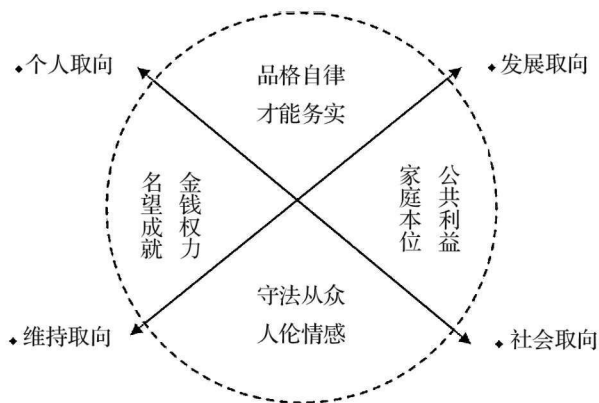 ◆个人取向
◆发展取向
品格自律
才能务实
金钱权力
名望成就
公共利益
家庭本位
守法从众
人伦情感
◆维持取向
◆社会取向